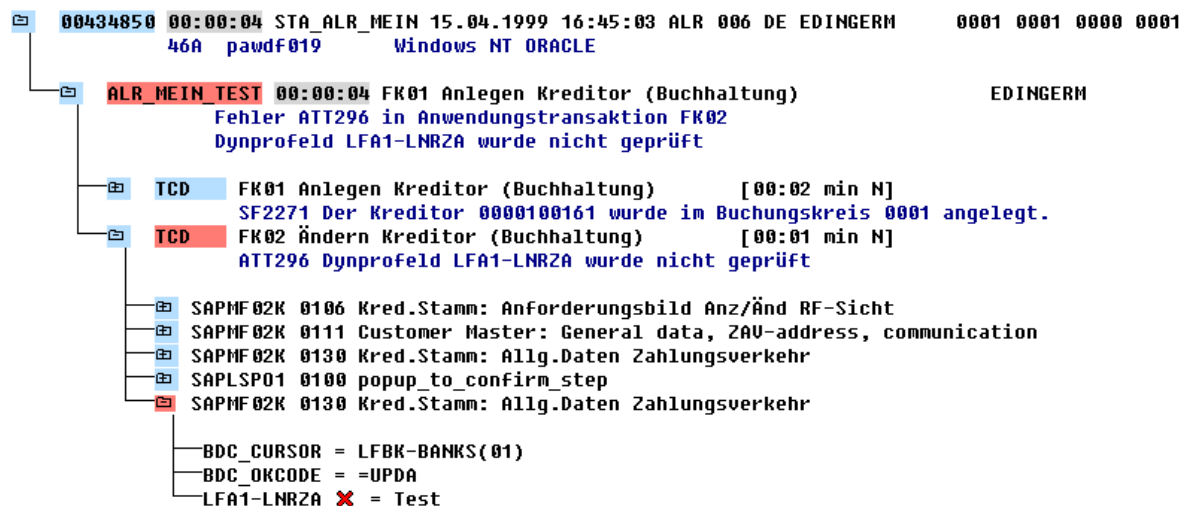 00434850 00:00:04 STA_ALR_MEIN 15.04.1999 16:45:03 ALR 006 DE EDINGERM 0001 0001 0000 0001
46A pawdf019 Windows NT ORACLE
ALR_MEIN_TEST 00:00:04 FK01 Anlegen Kreditor (Buchhaltung) EDINGERM
Fehler ATT296 in Anwendungstransaktion FK02
Dynprofeld LFA1-LNRZA wurde nicht geprüft
TCD FK01 Anlegen Kreditor (Buchhaltung) [00:02 min N]
SF2271 Der Kreditor 0000100161 wurde im Buchungskreis 0001 angelegt.
TCD FK02 Ändern Kreditor (Buchhaltung) [00:01 min N]
ATT296 Dynprofeld LFA1-LNRZA wurde nicht geprüft
SAPMF02K 0106 Kred.Stamm: Anforderungsbild Anz/Änd RF-Sicht
SAPMF02K 0111 Customer Master: General data, ZAV-address, communication
SAPMF02K 0130 Kred.Stamm: Allg.Daten Zahlungsverkehr
SAPLSPO1 0100 popup_to_confirm_step
SAPMF02K 0130 Kred.Stamm: Allg.Daten Zahlungsverkehr
BDC_CURSOR = LFBK-BANKS(01)
BDC_OKCODE = =UPDA
LFA1-LNRZA = Test